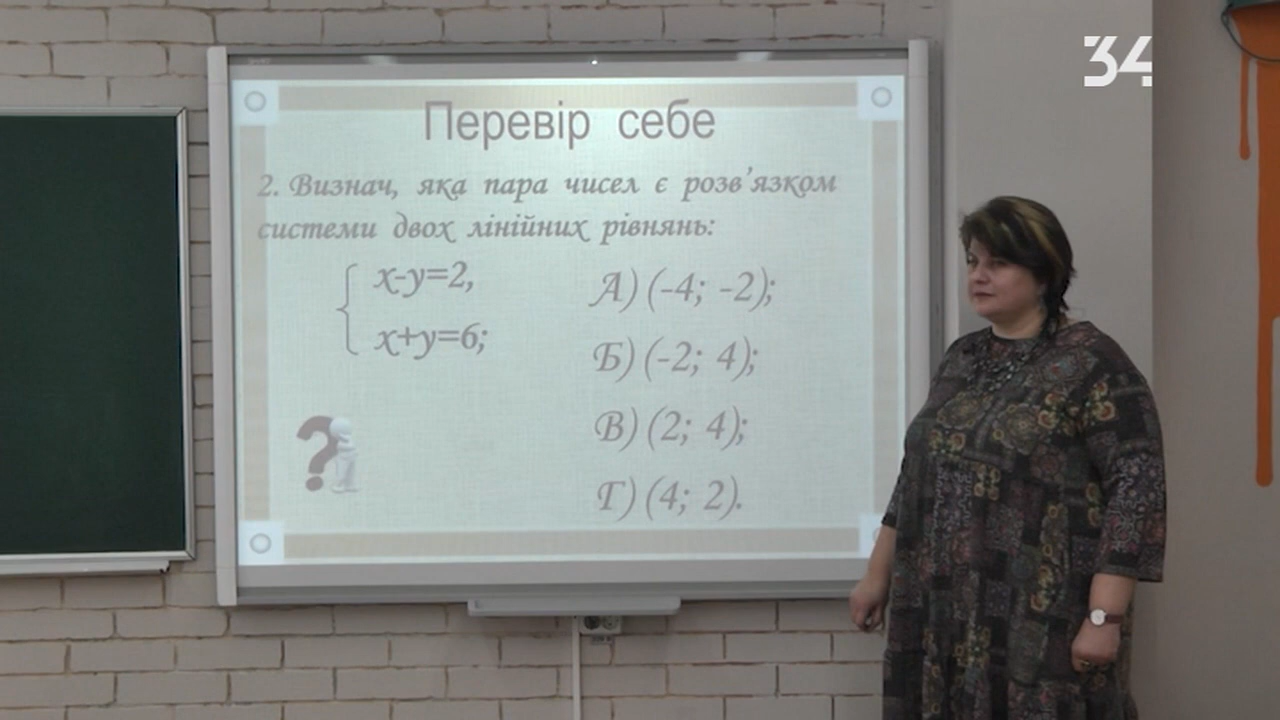 34
Перевір себе
2. Визнач, яка пара чисел є розв'язком
системи двох лінійних рівнянь:
х-у=2,
х+у=6;
А) (-4; -2);
Б) (-2; 4);
В) (2; 4);
Г) (4; 2).